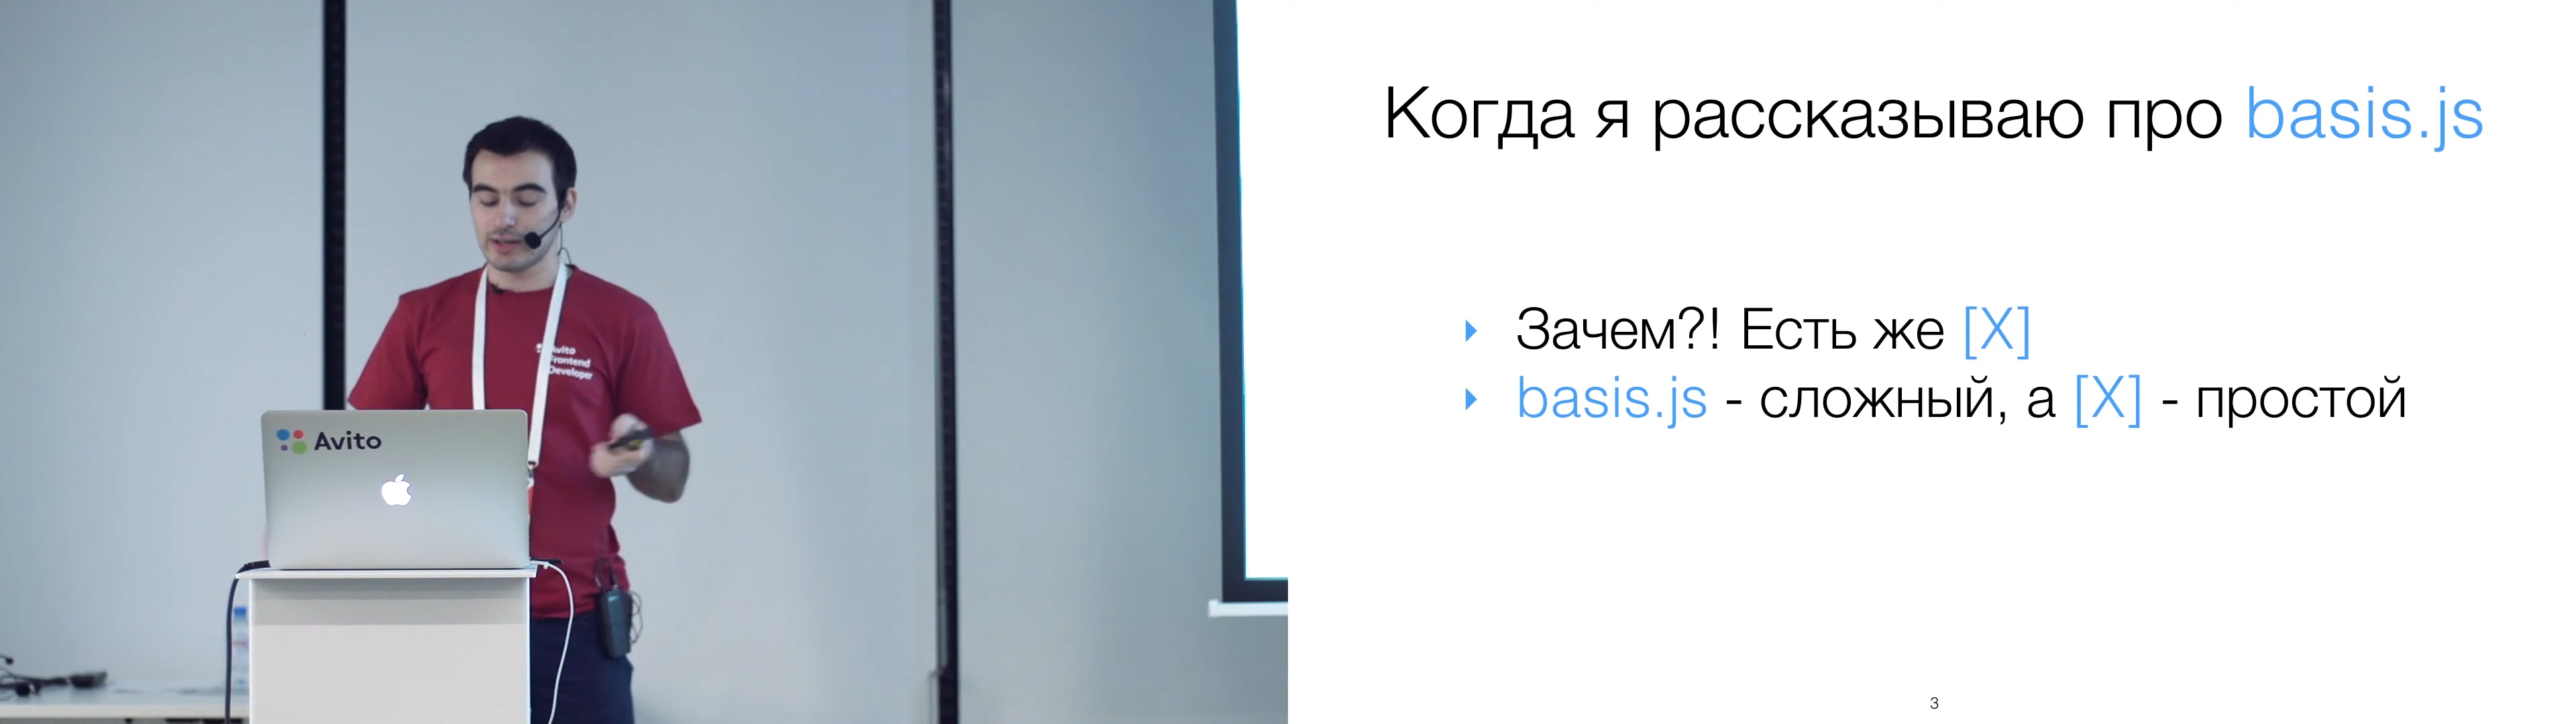 Avito
Frontend
Developer
Avito
Когда я рассказываю про basis.js
Зачем?! Есть же [X]
basis.js - сложный, а [X] - простой
3